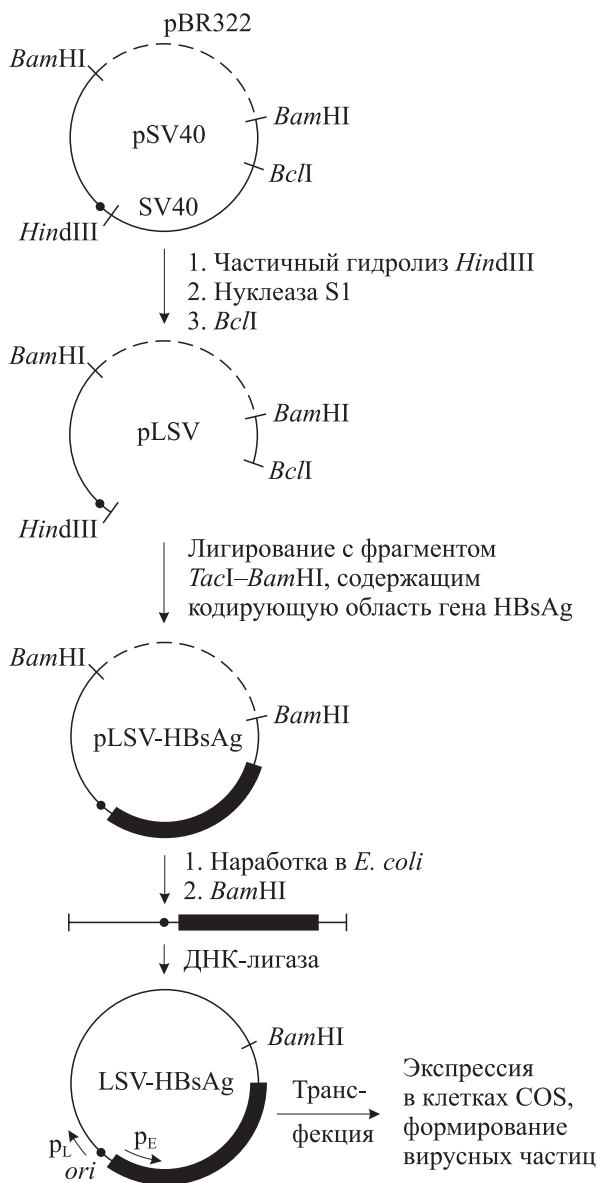 pBR322
BamHI
BamHI
pSV40
BclI
SV40
HindIII
1. Частичный гидролиз HindIII
2. Нуклеаза S1
3. BclI
BamHI
BamHI
pLSV
BclI
HindIII
Лигирование с фрагментом
TacI–BamHI, содержащим
кодирующую область гена HBsAg
BamHI
BamHI
pLSV-HBsAg
1. Наработка в E. coli
2. BamHI
ДНК-лигаза
BamHI
LSV-HBsAg
Транс-
фекция
Экспрессия
в клетках COS,
формирование
вирусных частиц
pL
ori
pE